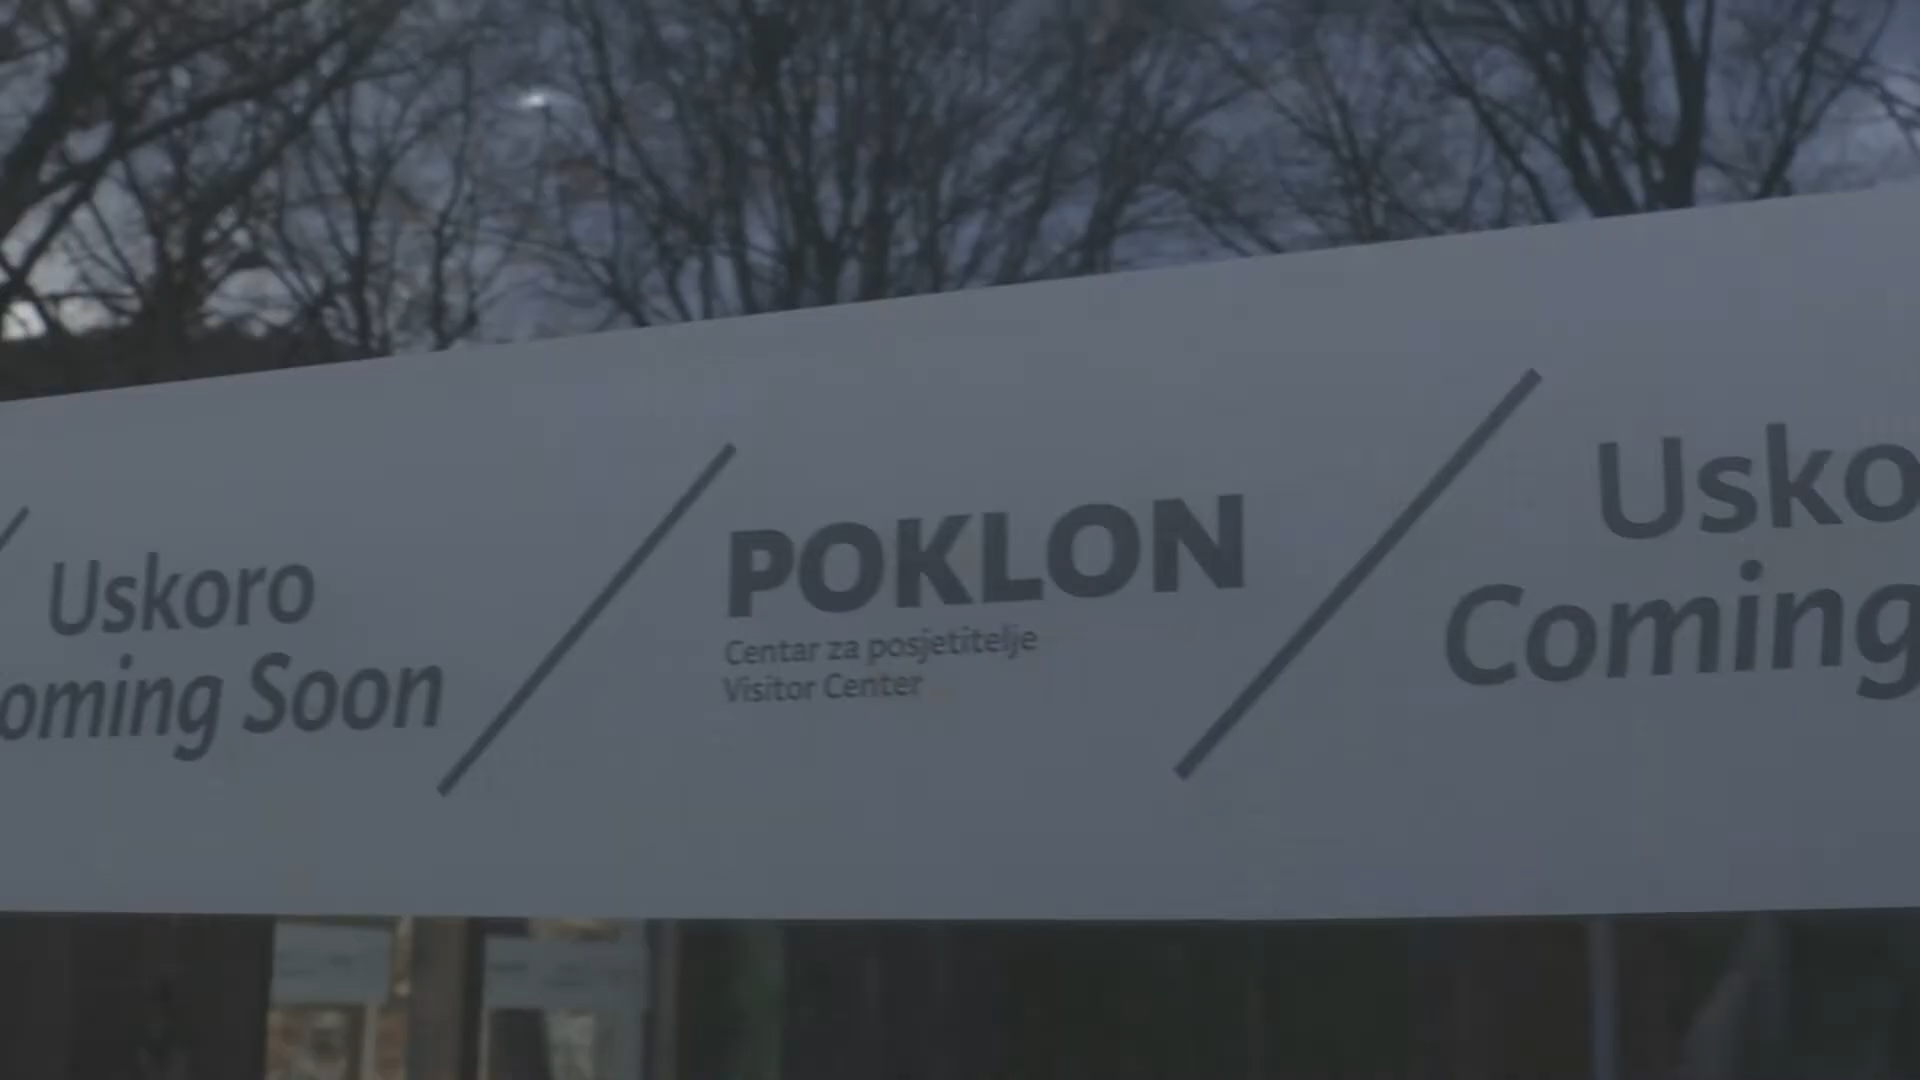 Uskoro
oming Soon
POKLON
Centar za posjetitelje
Visitor Center
Usko
Coming